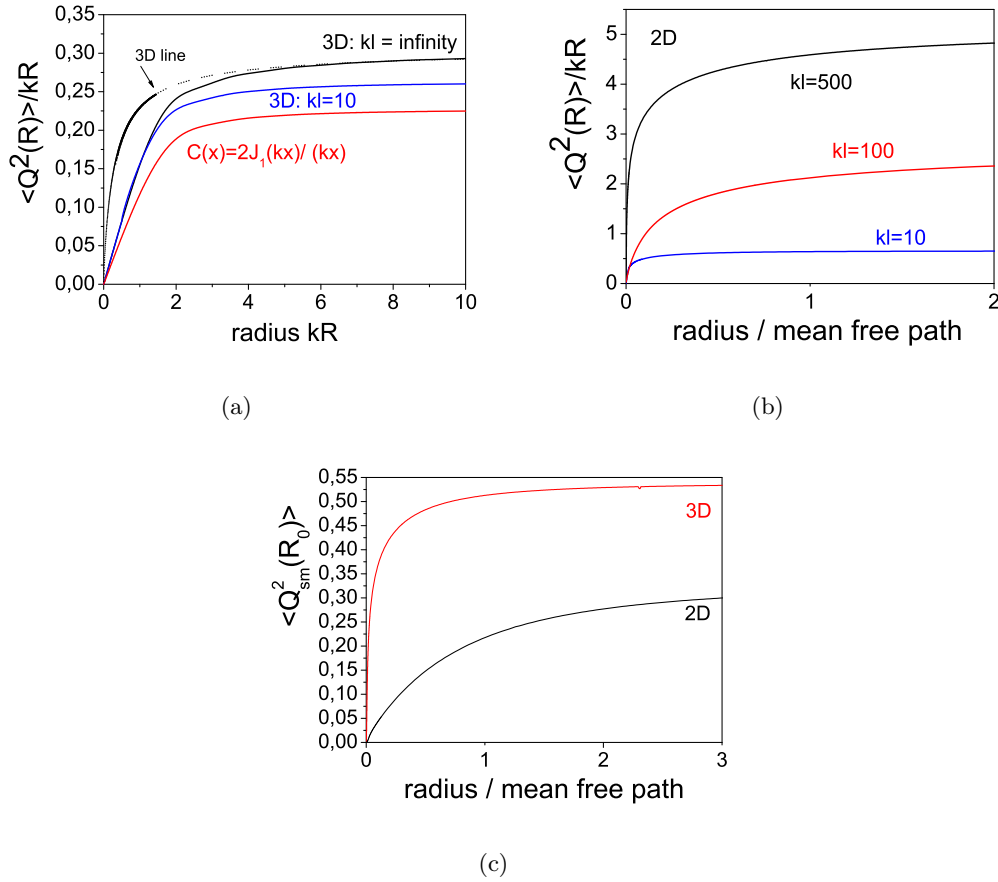 <Q²(R)>/kR
0,35
0,30
0,25
0,20
0,15
0,10
0,05
0,00
3D line
3D: kl = infinity
3D: kl=10
C(x)=2J₁(kx)/ (kx)
0 2 4 6 8 10
radius kR
(a)
<Q²(R)>/kR
5
4
3
2
1
0
2D
kl=500
kl=100
kl=10
0 1 2
radius / mean free path
(b)
<Q²sm(R₀)>
0,55
0,50
0,45
0,40
0,35
0,30
0,25
0,20
0,15
0,10
0,05
0,00
3D
2D
0 1 2 3
radius / mean free path
(c)